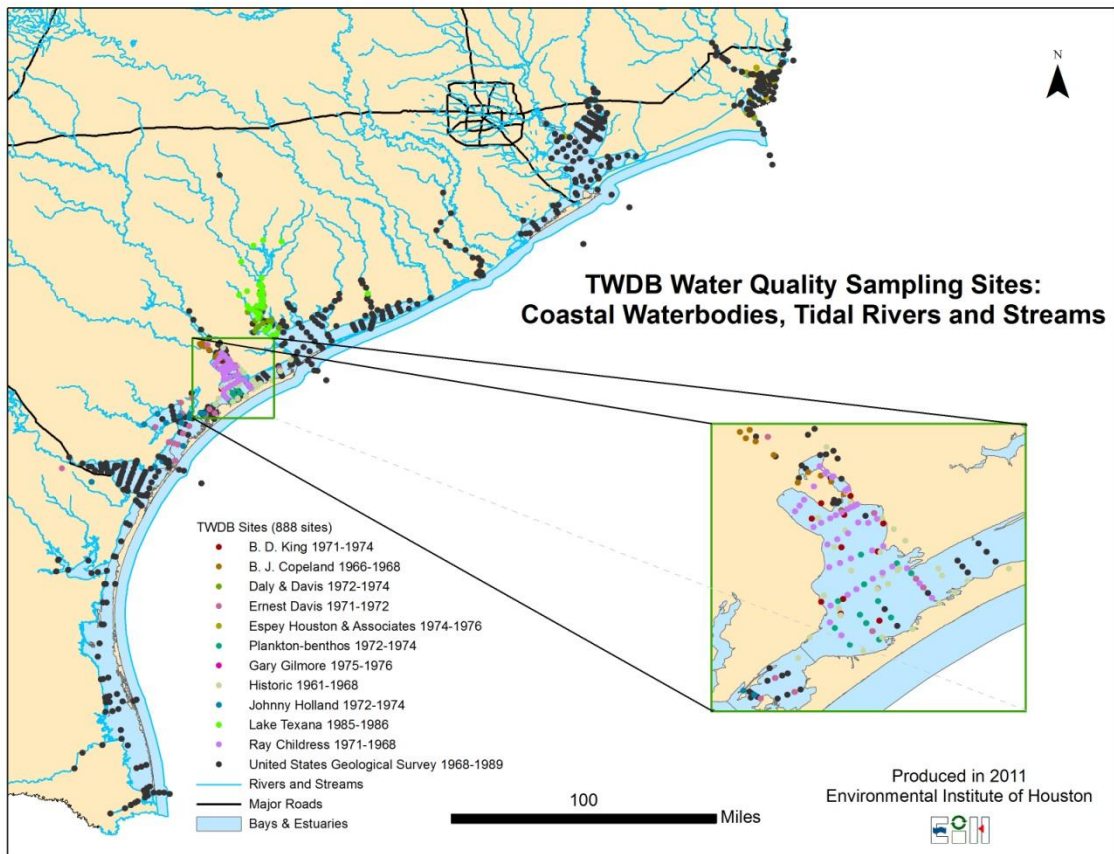 N
TWDB Water Quality Sampling Sites:
Coastal Waterbodies, Tidal Rivers and Streams
TWDB Sites (888 sites)
B. D. King 1971-1974
B. J. Copeland 1966-1968
Daly & Davis 1972-1974
Ernest Davis 1971-1972
Espey Houston & Associates 1974-1976
Plankton-benthos 1972-1974
Gary Gilmore 1975-1976
Historic 1961-1968
Johnny Holland 1972-1974
Lake Texana 1985-1986
Ray Childress 1971-1968
United States Geological Survey 1968-1989
Rivers and Streams
Major Roads
Bays & Estuaries
100
Miles
Produced in 2011
Environmental Institute of Houston
EIH